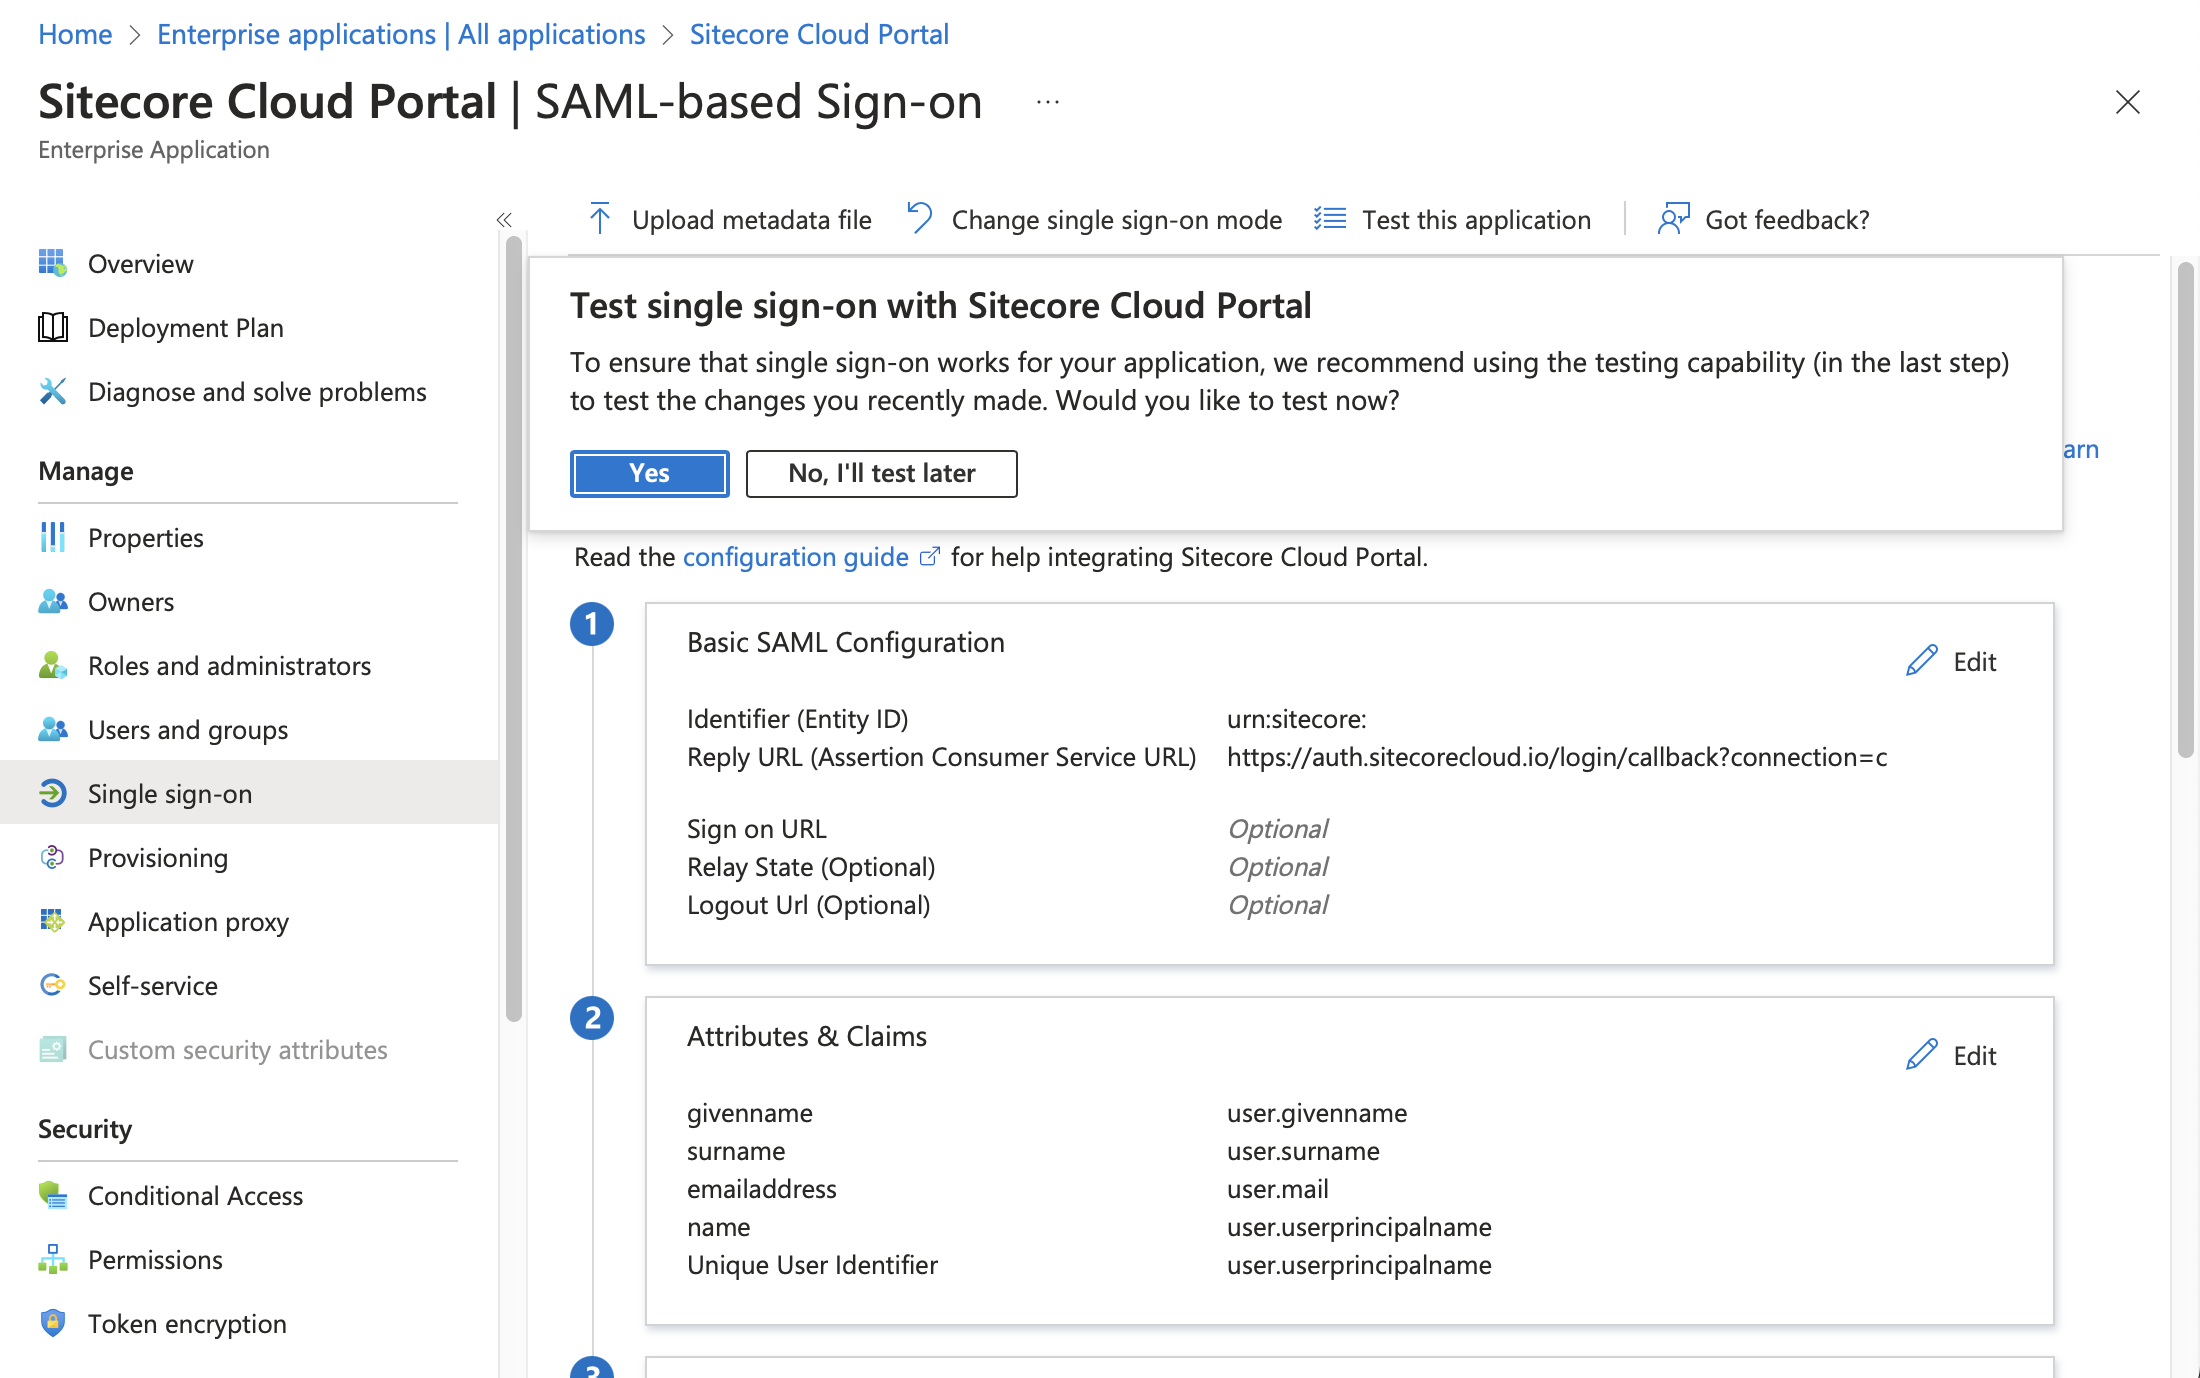 Home > Enterprise applications | All applications > Sitecore Cloud Portal
Sitecore Cloud Portal | SAML-based Sign-on ...
Enterprise Application
Overview
Deployment Plan
Diagnose and solve problems
Manage
Properties
Owners
Roles and administrators
Users and groups
Single sign-on
Provisioning
Application proxy
Self-service
Custom security attributes
Security
Conditional Access
Permissions
Token encryption
Upload metadata file
Change single sign-on mode
Test this application
Got feedback?
Test single sign-on with Sitecore Cloud Portal
To ensure that single sign-on works for your application, we recommend using the testing capability (in the last step)
to test the changes you recently made. Would you like to test now?
Yes
No, I'll test later
arn
Read the configuration guide for help integrating Sitecore Cloud Portal.
1
Basic SAML Configuration
Edit
Identifier (Entity ID) urn:sitecore:
Reply URL (Assertion Consumer Service URL) https://auth.sitecorecloud.io/login/callback?connection=c
Sign on URL Optional
Relay State (Optional) Optional
Logout Url (Optional) Optional
2
Attributes & Claims
Edit
givenname user.givenname
surname user.surname
emailaddress user.mail
name user.userprincipalname
Unique User Identifier user.userprincipalname
3